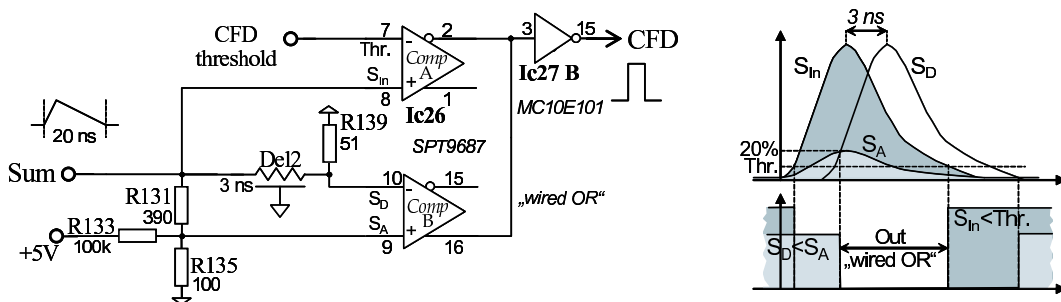 CFD
threshold
7
Thr.
-
Comp
A
2
S_In
+
8
1
Ic26
3
15
CFD
Ic27 B
MC10E101
20 ns
R139
51
SPT9687
Sum
Del2
3 ns
10
-
15
S_D
Comp
B
S_A
+
9
16
„wired OR“
R131
390
R133
100k
+5V
R135
100
3 ns
S_In
S_D
20%
Thr.
S_A
S_D<S_A
Out
„wired OR“
S_In<Thr.